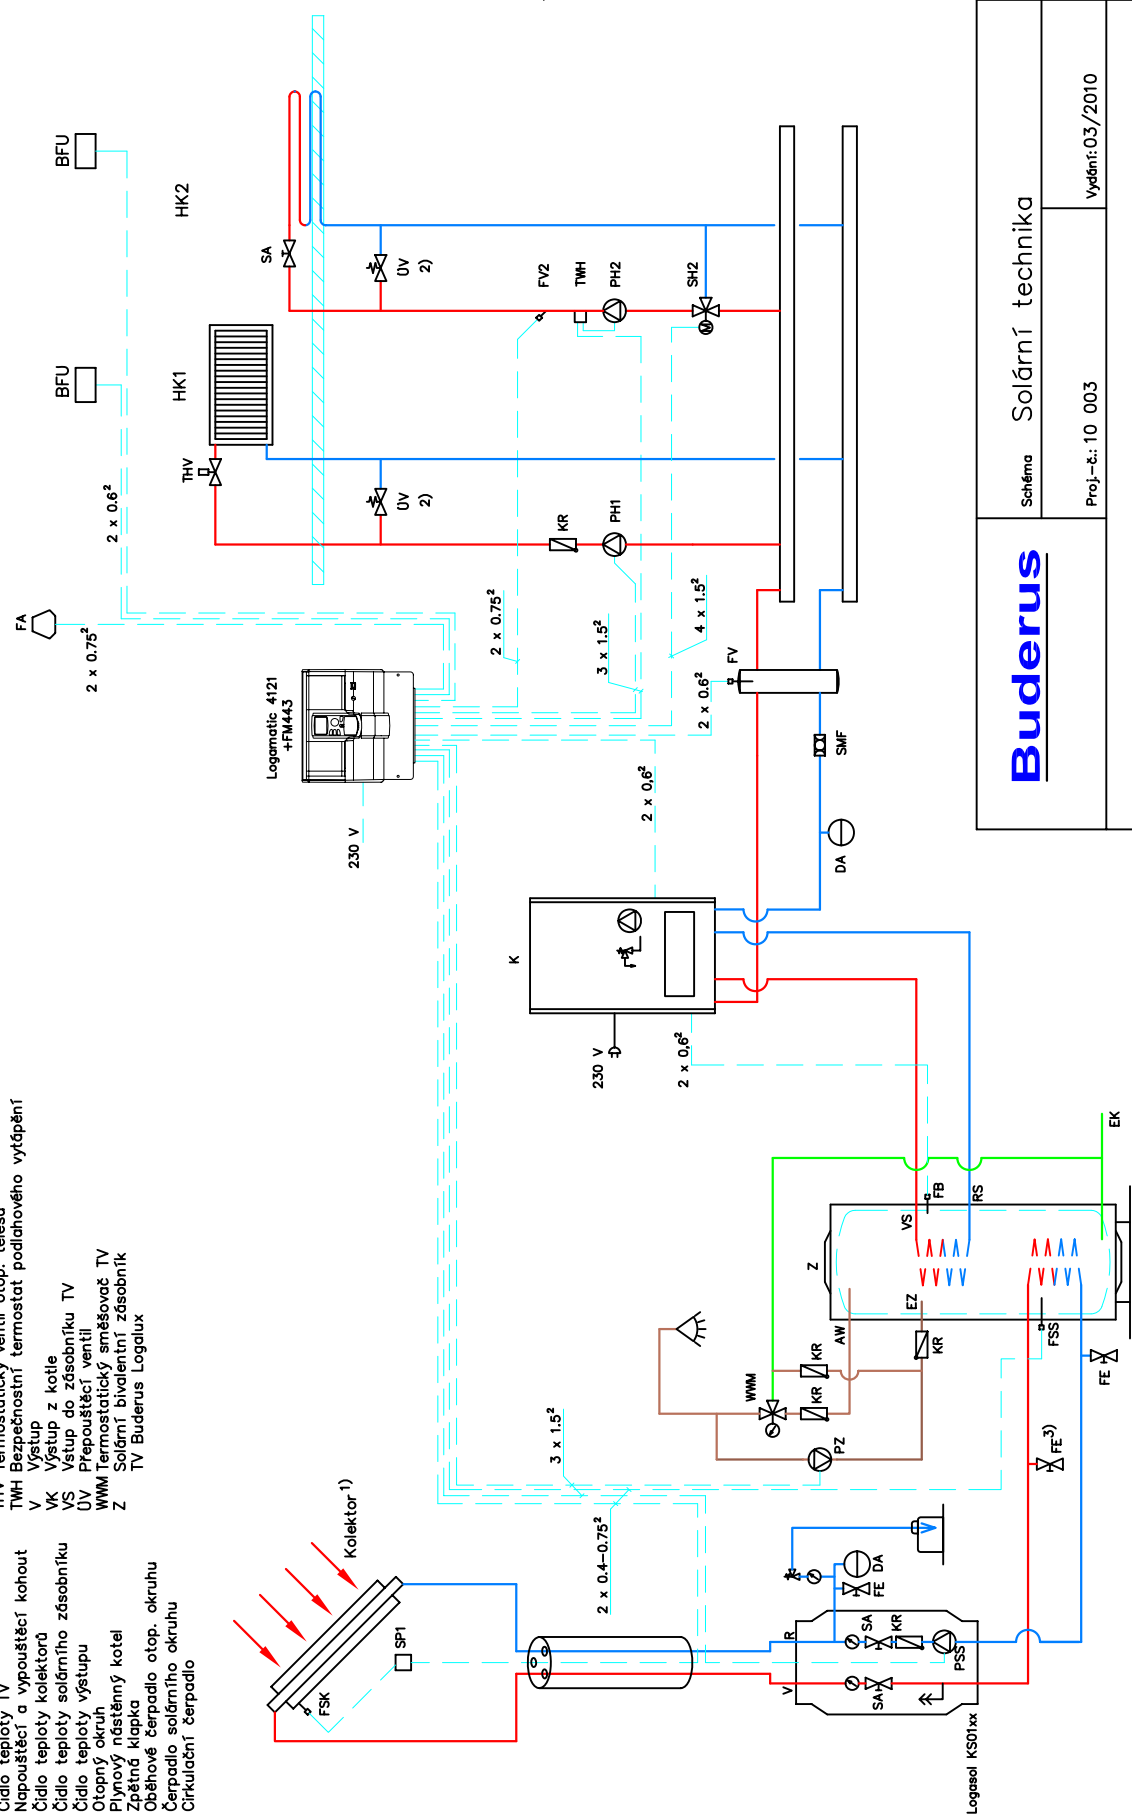 Čidlo teploty TV
Napouštěcí a vypouštěcí kohout
Čidlo teploty kolektorů
Čidlo teploty solárního zásobníku
Čidlo teploty výstupu
Otopný okruh
Plynový nástěnný kotel
Zpětná klapka
Oběhové čerpadlo otop. okruhu
Čerpadlo solárního okruhu
Cirkulační čerpadlo
THV Termostatický ventil otop. tělesa
TWH Bezpečnostní termostat podlahového vytápění
V Výstup
VK Výstup z kotle
VS Vstup do zásobníku TV
ÜV Přepouštěcí ventil
WWM Termostatický směšovač TV
Z Solární bivalentní zásobník
TV Buderus Logalux
FA
2 x 0.75²
BFU
BFU
2 x 0.6²
HK1
HK2
THV
SA
ÜV
2)
ÜV
2)
Logamatic 4121
+FM443
230 V
KR
PH1
FV2
TWH
PH2
SH2
M
2 x 0.75²
3 x 1.5²
4 x 1.5²
2 x 0.6²
FV
2 x 0,6²
SMF
DA
K
230 V
2 x 0,6²
Kolektor 1)
FSK
SP1
3 x 1.5²
2 x 0.4-0.75²
WWM
KR
KR
PZ
KR
AW
EZ
Z
VS
FB
RS
EK
FSS
FE
FE3)
DA
FE
R
V
SA
KR
PSS
SA
Logasol KS01xx
Buderus
Schéma Solární technika
Proj.-č.: 10 003
Vydání: 03/2010